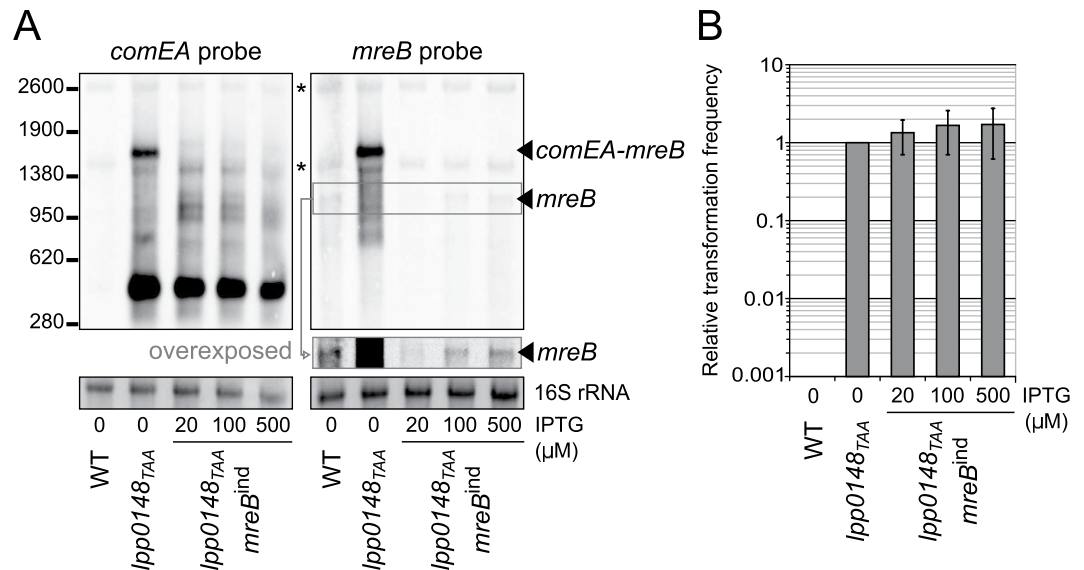 A
comEA probe
mreB probe
2600
1900
1380
950
620
280
*
*
comEA-mreB
mreB
overexposed
mreB
16S rRNA
0 0 20 100 500
0 0 20 100 500
IPTG
(µM)
WT
lpp0148TAA
lpp0148TAA
mreBind
WT
lpp0148TAA
lpp0148TAA
mreBind
B
Relative transformation frequency
10
1
0.1
0.01
0.001
0 0 20 100 500
IPTG
(µM)
WT
lpp0148TAA
lpp0148TAA
mreBind